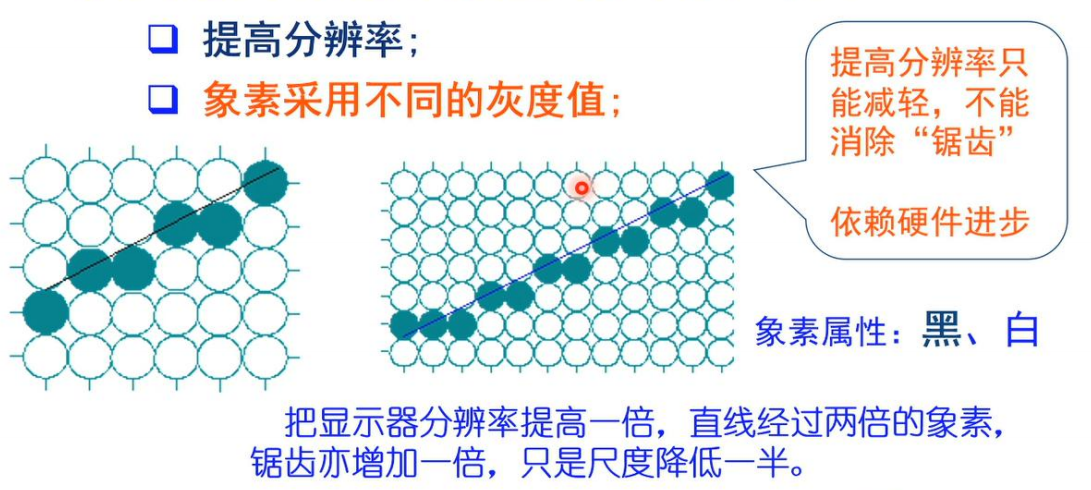 提高分辨率;
象素采用不同的灰度值;
提高分辨率只
能减轻，不能
消除“锯齿”
依赖硬件进步
象素属性：黑、白
把显示器分辨率提高一倍，直线经过两倍的象素，
锯齿亦增加一倍，只是尺度降低一半。